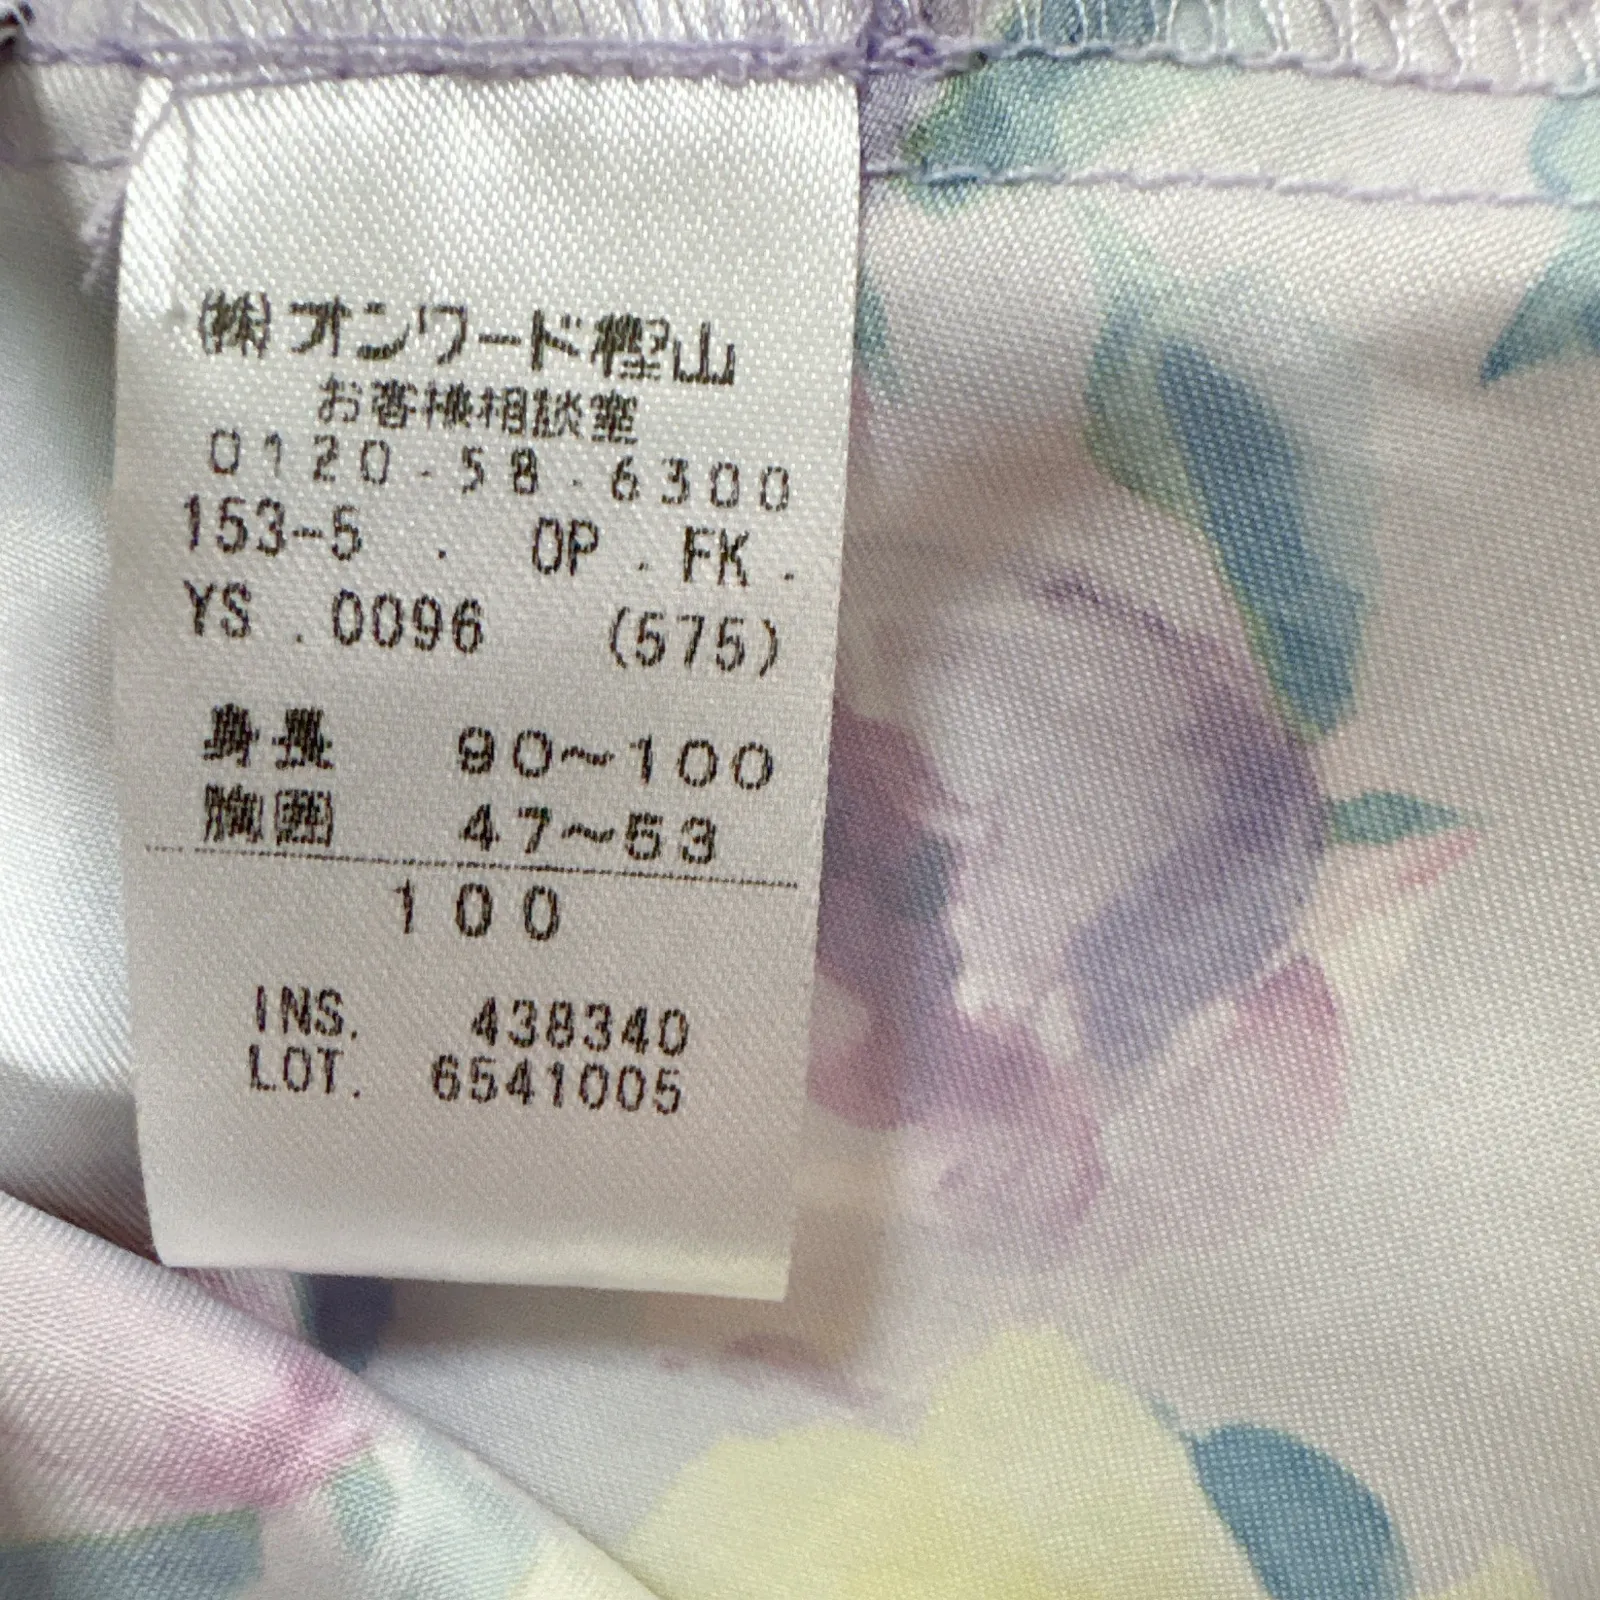 (株)オンワード樫山
お客様相談室
0120-58-6300
153-5 . OP . FK .
YS . 0096 (575)
身長 90~100
胸囲 47~53
100
INS. 438340
LOT. 6541005